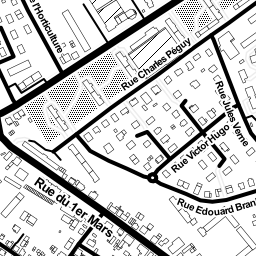 l'Horticulture
Rue Charles Péguy
Rue Jules Verne
Rue Victor Hugo
Rue du 1er Mars
Rue Edouard Bran